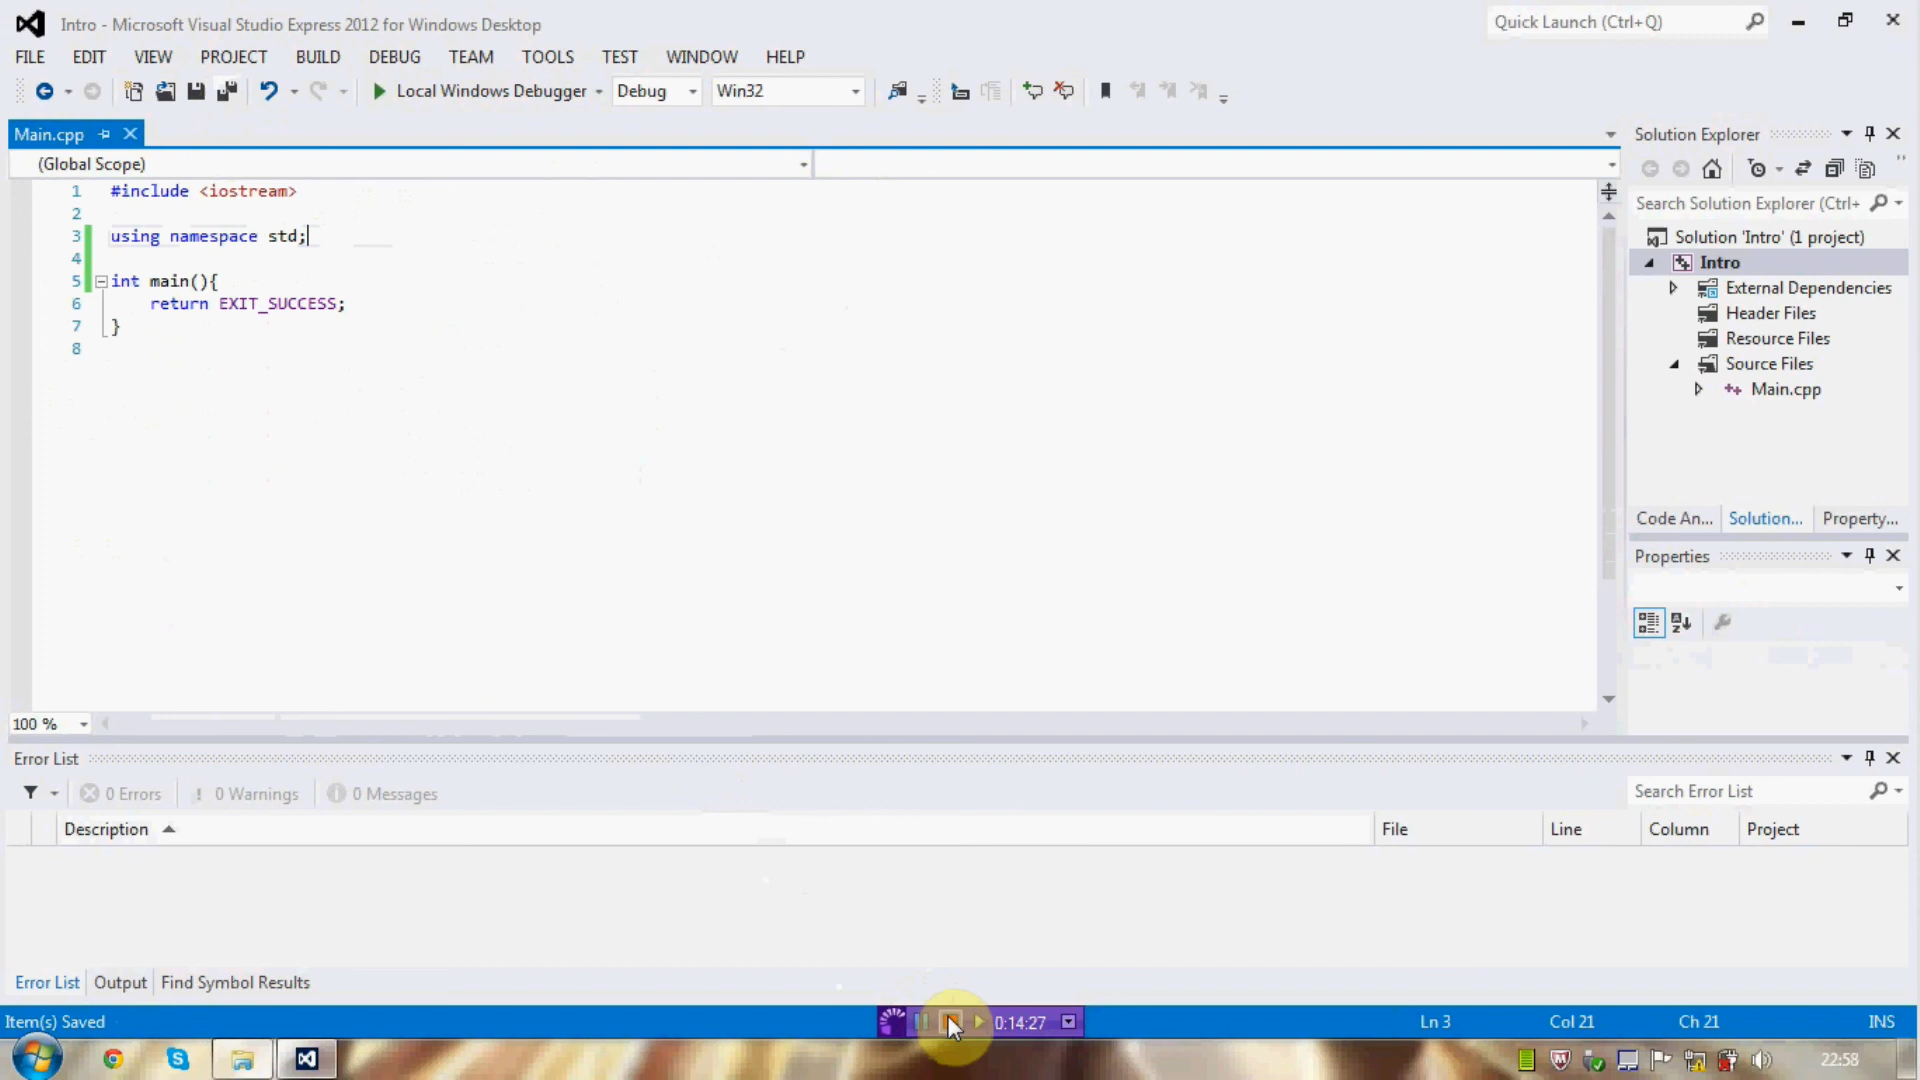 Intro - Microsoft Visual Studio Express 2012 for Windows Desktop
Quick Launch (Ctrl+Q)
FILE EDIT VIEW PROJECT BUILD DEBUG TEAM TOOLS TEST WINDOW HELP
Local Windows Debugger Debug Win32
Main.cpp
(Global Scope)
1 #include <iostream>
2
3 using namespace std;
4
5 int main(){
6 return EXIT_SUCCESS;
7 }
8
100 %
Solution Explorer
Search Solution Explorer (Ctrl+
Solution 'Intro' (1 project)
Intro
External Dependencies
Header Files
Resource Files
Source Files
Main.cpp
Code An... Solution... Property...
Properties
Error List
0 Errors 0 Warnings 0 Messages
Search Error List
Description File Line Column Project
Error List Output Find Symbol Results
Item(s) Saved 0:14:27 Ln 3 Col 21 Ch 21 INS
22:58